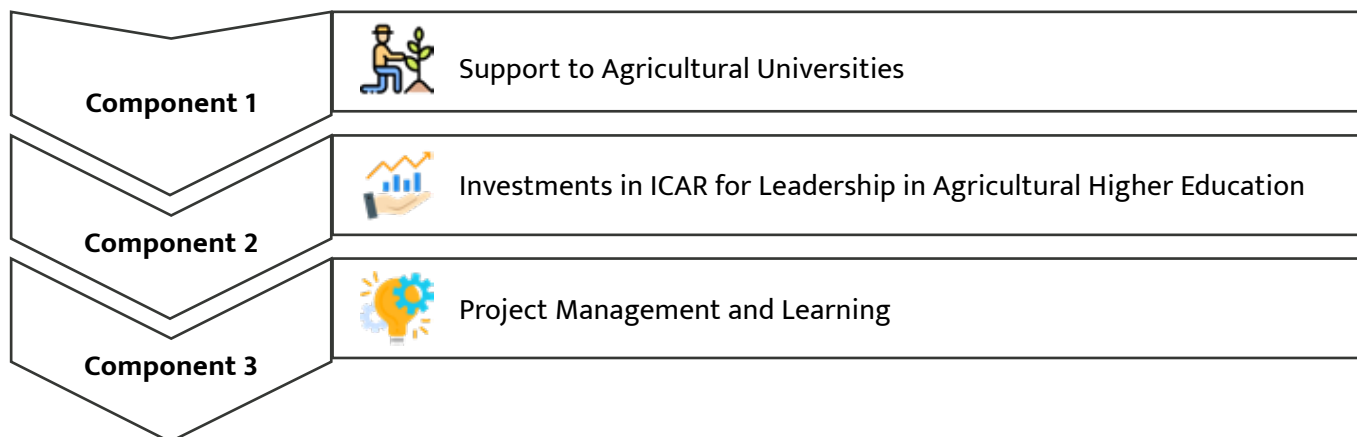 Component 1
Support to Agricultural Universities
Component 2
Investments in ICAR for Leadership in Agricultural Higher Education
Component 3
Project Management and Learning